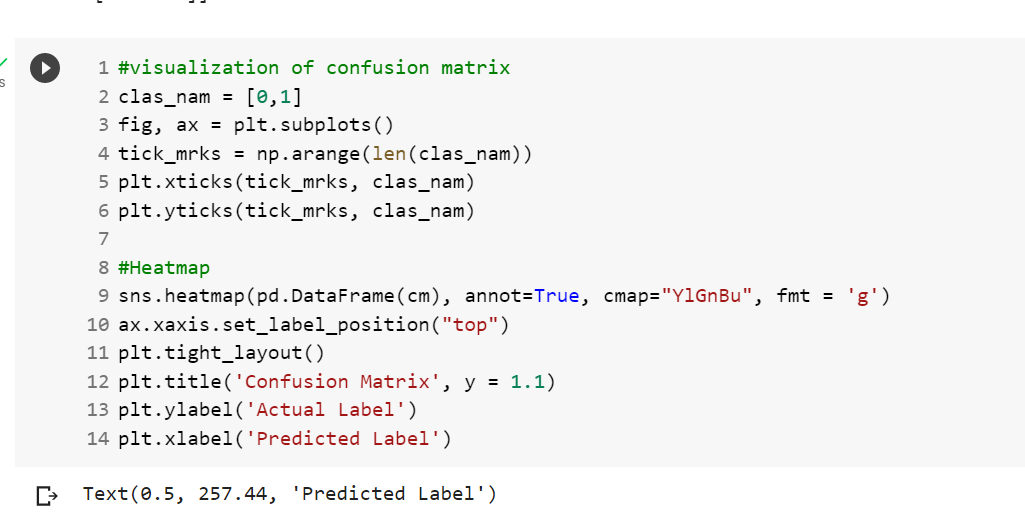 1 #visualization of confusion matrix
2 clas_nam = [0,1]
3 fig, ax = plt.subplots()
4 tick_mrks = np.arange(len(clas_nam))
5 plt.xticks(tick_mrks, clas_nam)
6 plt.yticks(tick_mrks, clas_nam)
7
8 #Heatmap
9 sns.heatmap(pd.DataFrame(cm), annot=True, cmap="YlGnBu", fmt = 'g')
10 ax.xaxis.set_label_position("top")
11 plt.tight_layout()
12 plt.title('Confusion Matrix', y = 1.1)
13 plt.ylabel('Actual Label')
14 plt.xlabel('Predicted Label')
Text(0.5, 257.44, 'Predicted Label')